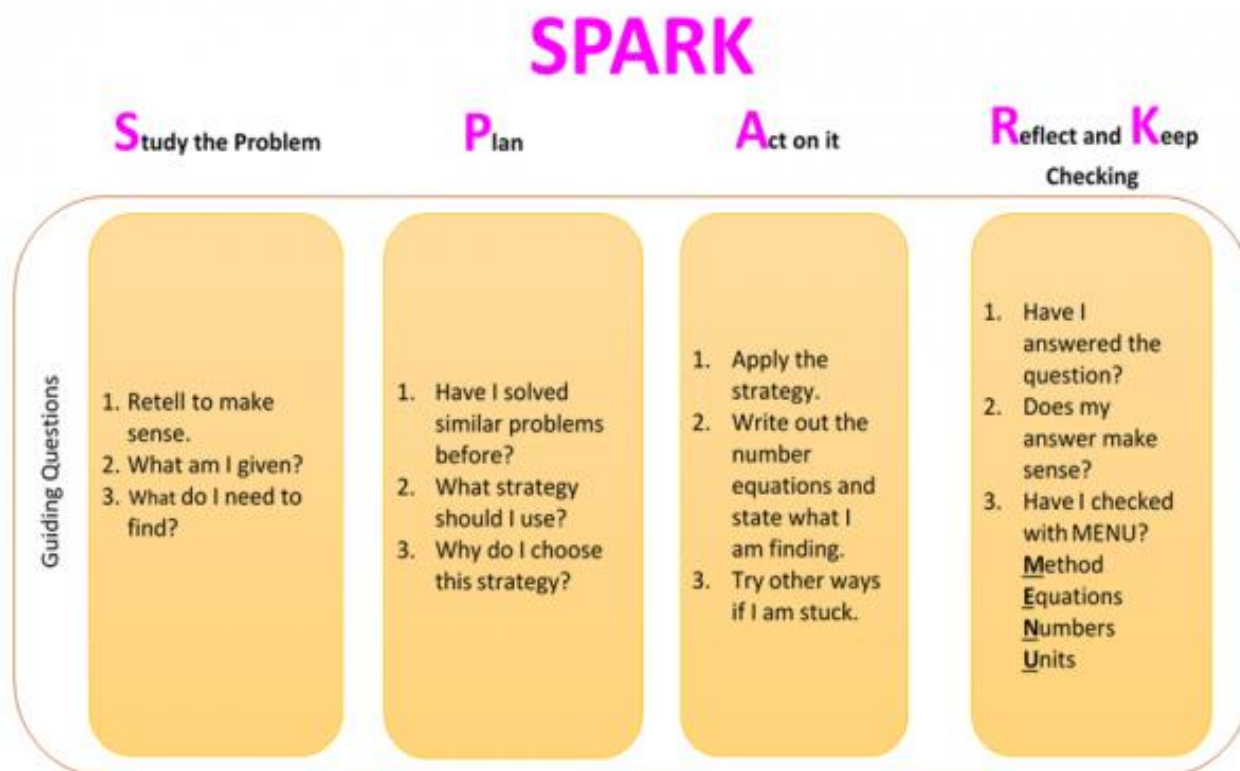 SPARK
Study the Problem
Plan
Act on it
Reflect and Keep
Checking
Guiding Questions
1. Retell to make
sense.
2. What am I given?
3. What do I need to
find?
1. Have I solved
similar problems
before?
2. What strategy
should I use?
3. Why do I choose
this strategy?
1. Apply the
strategy.
2. Write out the
number
equations and
state what I
am finding.
3. Try other ways
if I am stuck.
1. Have I
answered the
question?
2. Does my
answer make
sense?
3. Have I checked
with MENU?
Method
Equations
Numbers
Units